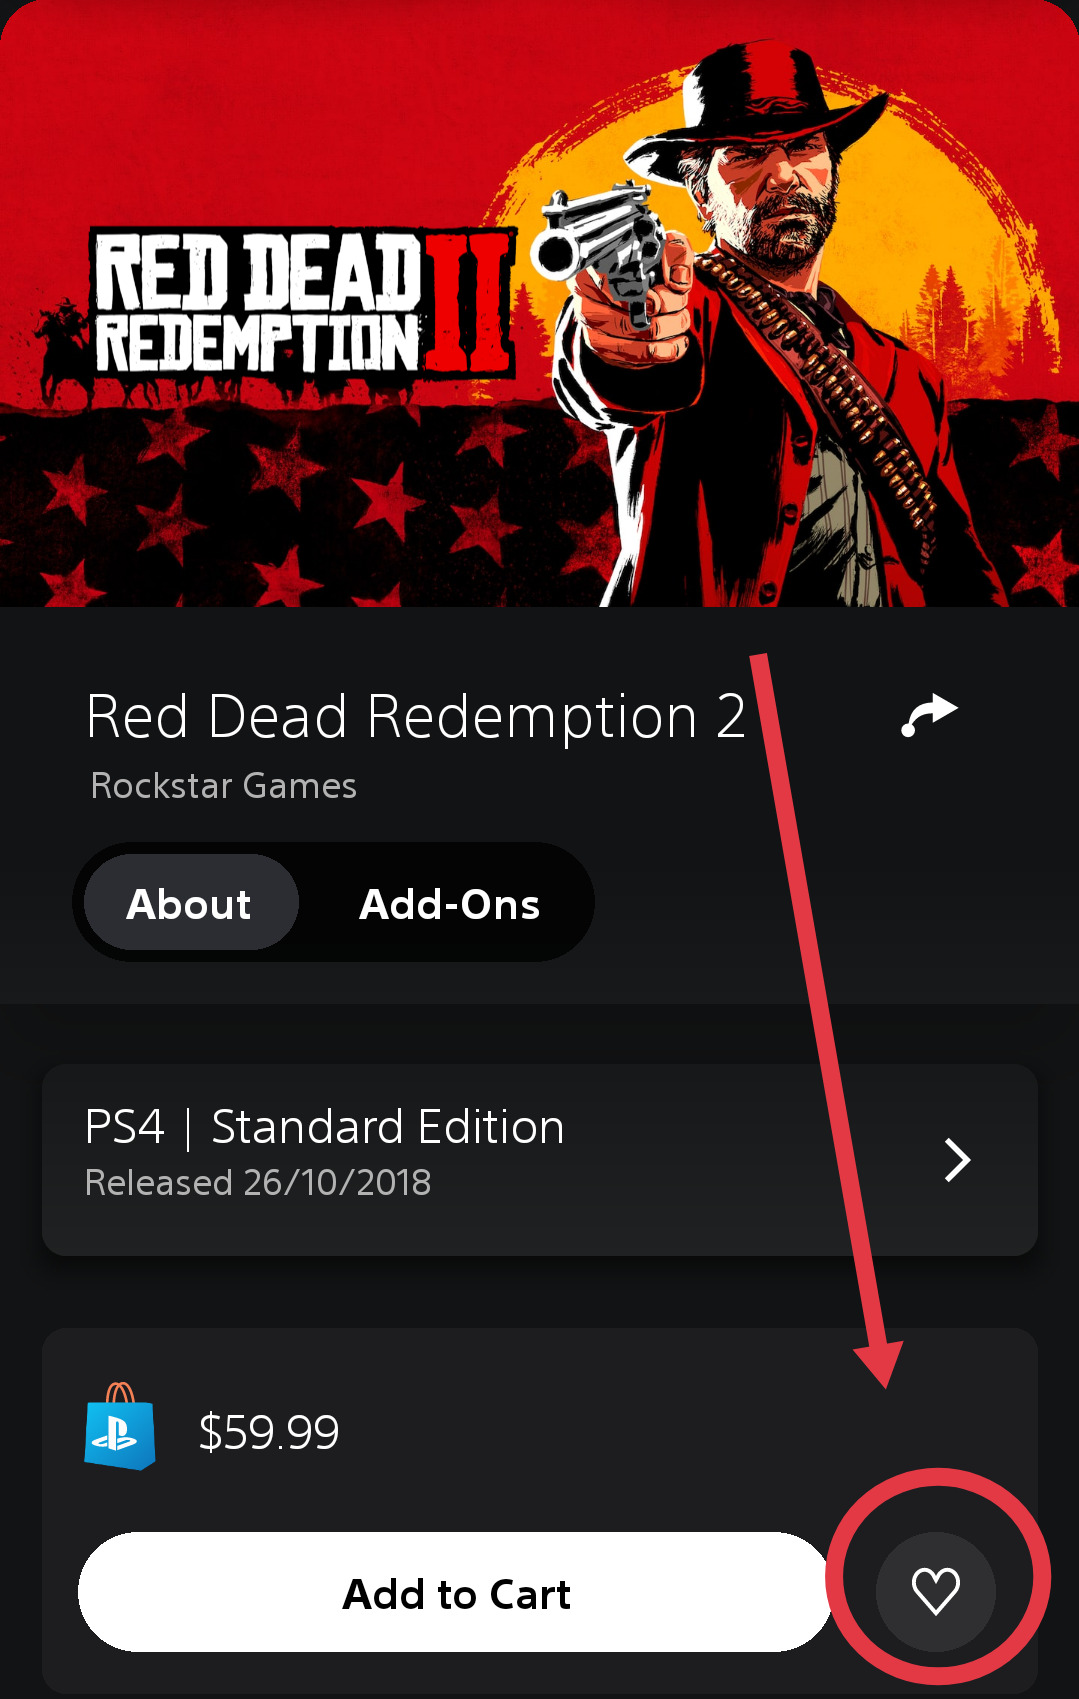 RED DEAD II
REDEMPTION
Red Dead Redemption 2
Rockstar Games
About Add-Ons
PS4 | Standard Edition
Released 26/10/2018
$59.99
Add to Cart